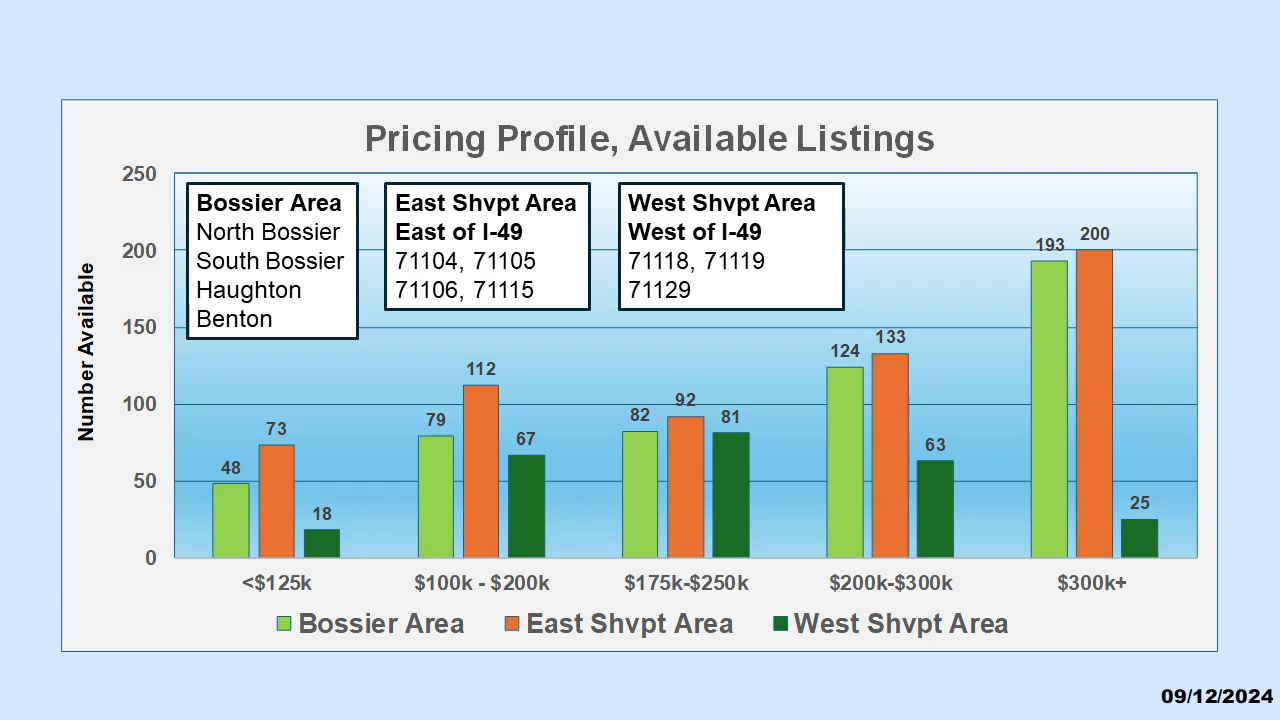 Pricing Profile, Available Listings
Number Available
250
200
150
100
50
0
Bossier Area
North Bossier
South Bossier
Haughton
Benton
East Shvpt Area
East of I-49
71104, 71105
71106, 71115
West Shvpt Area
West of I-49
71118, 71119
71129
48
73
18
79
112
67
82
92
81
124
133
63
193
200
25
<$125k
$100k - $200k
$175k-$250k
$200k-$300k
$300k+
Bossier Area
East Shvpt Area
West Shvpt Area
09/12/2024